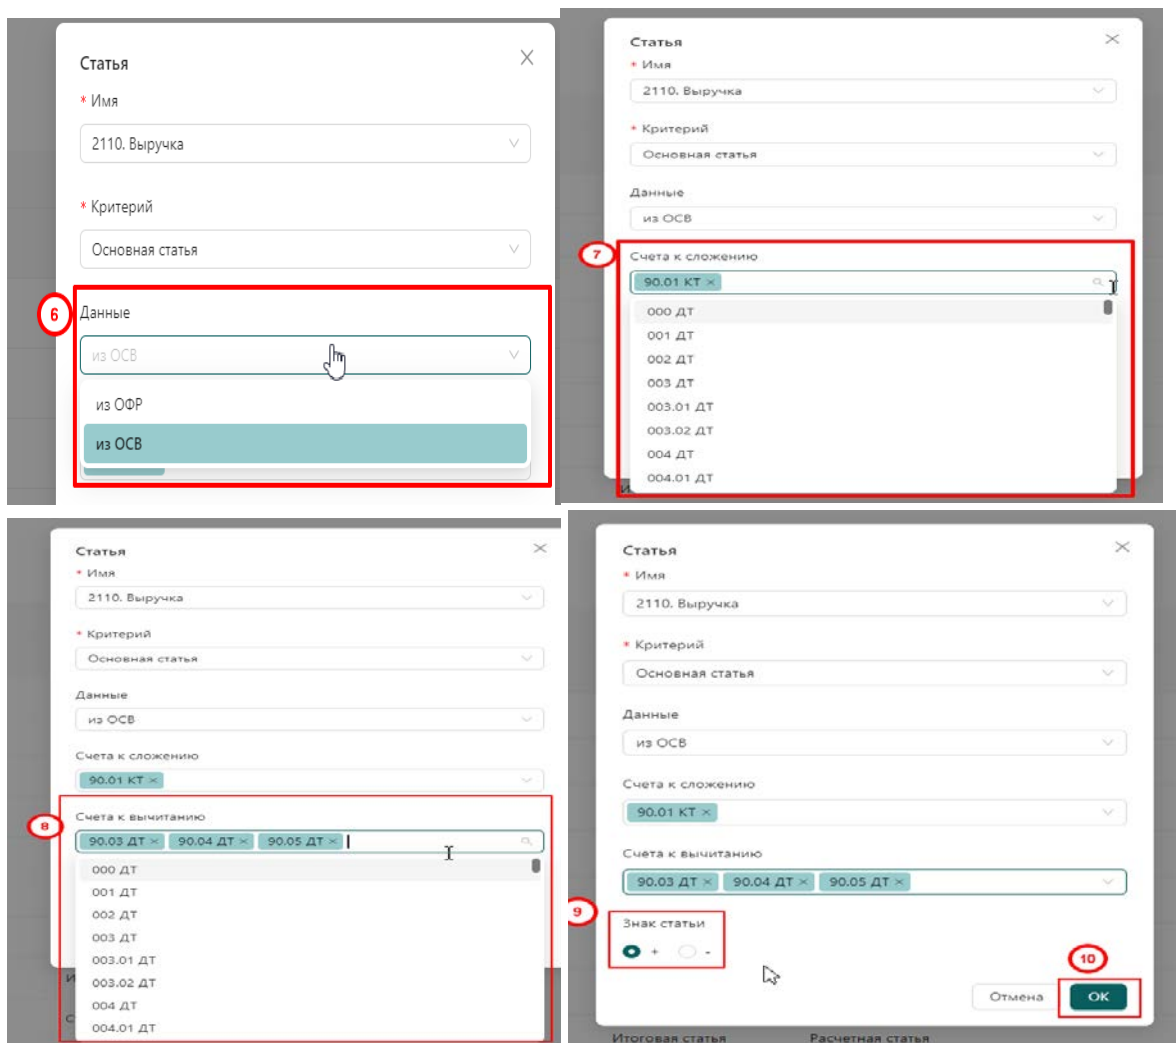 Статья
* Имя
2110. Выручка
* Критерий
Основная статья
6
Данные
из ОСВ
из ОФР
из ОСВ
Статья
* Имя
2110. Выручка
* Критерий
Основная статья
Данные
из ОСВ
7
Счета к сложению
90.01 КТ ×
000 ДТ
001 ДТ
002 ДТ
003 ДТ
003.01 ДТ
003.02 ДТ
004 ДТ
004.01 ДТ
Статья
* Имя
2110. Выручка
* Критерий
Основная статья
Данные
из ОСВ
Счета к сложению
90.01 КТ ×
8
Счета к вычитанию
90.03 ДТ × 90.04 ДТ × 90.05 ДТ ×
000 ДТ
001 ДТ
002 ДТ
003 ДТ
003.01 ДТ
003.02 ДТ
004 ДТ
004.01 ДТ
Статья
* Имя
2110. Выручка
* Критерий
Основная статья
Данные
из ОСВ
Счета к сложению
90.01 КТ ×
Счета к вычитанию
90.03 ДТ × 90.04 ДТ × 90.05 ДТ ×
9
Знак статьи
+ -
10
Отмена ОК
Итоговая статья Расчетная статья